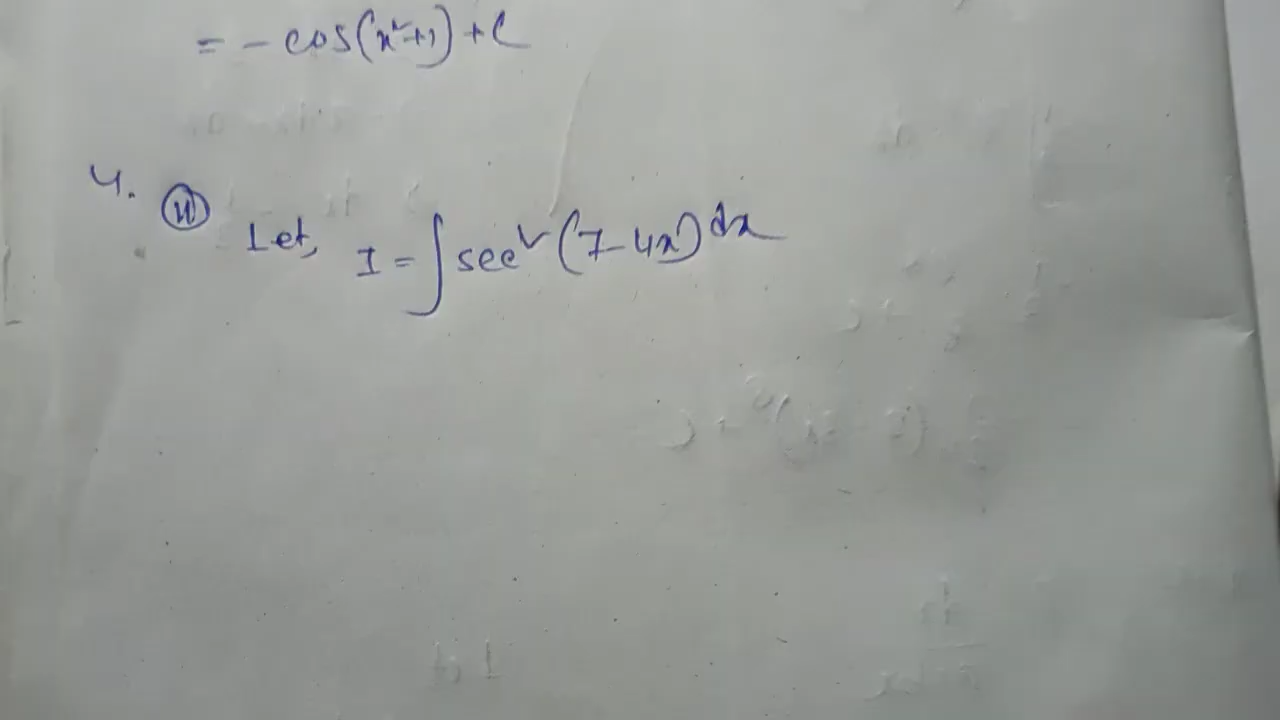 = - cos(x²+1) + C
4. (ii) Let, I = ∫ sec² (7-4x) dx